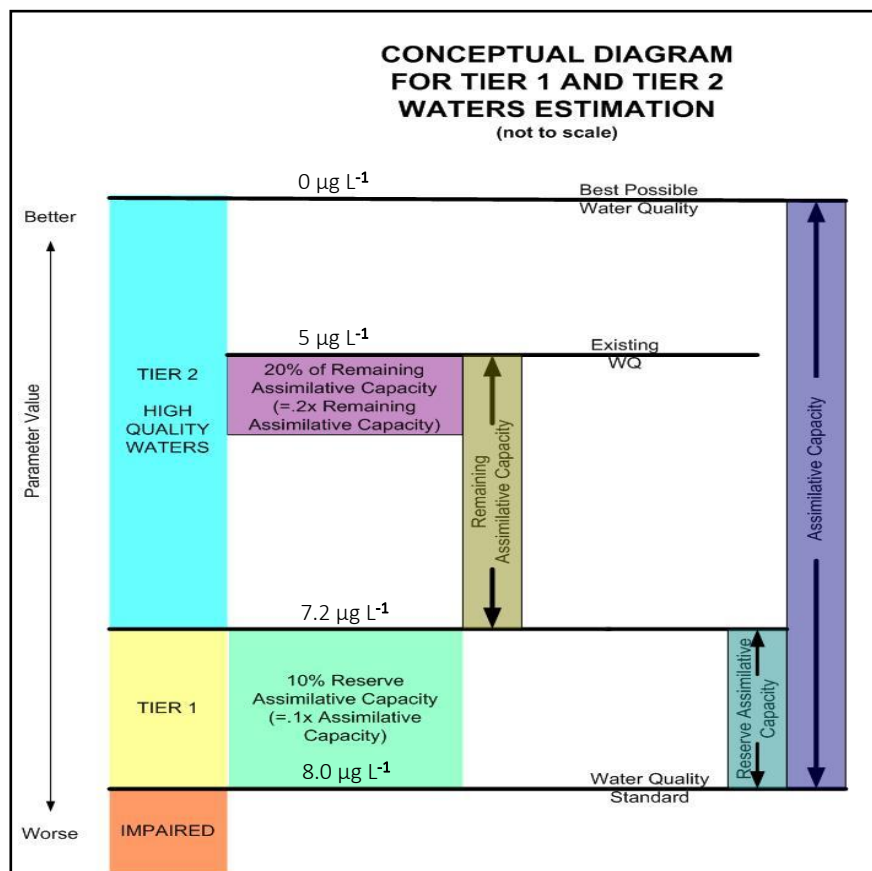 CONCEPTUAL DIAGRAM
FOR TIER 1 AND TIER 2
WATERS ESTIMATION
(not to scale)
0 µg L⁻¹
Best Possible
Water Quality
Better
Parameter Value
Worse
5 µg L⁻¹
Existing
WQ
TIER 2
HIGH
QUALITY
WATERS
20% of Remaining
Assimilative Capacity
(=.2x Remaining
Assimilative Capacity)
Remaining
Assimilative Capacity
Assimilative Capacity
7.2 µg L⁻¹
TIER 1
10% Reserve
Assimilative Capacity
(=.1x Assimilative
Capacity)
Reserve Assimilative
Capacity
8.0 µg L⁻¹
Water Quality
Standard
IMPAIRED